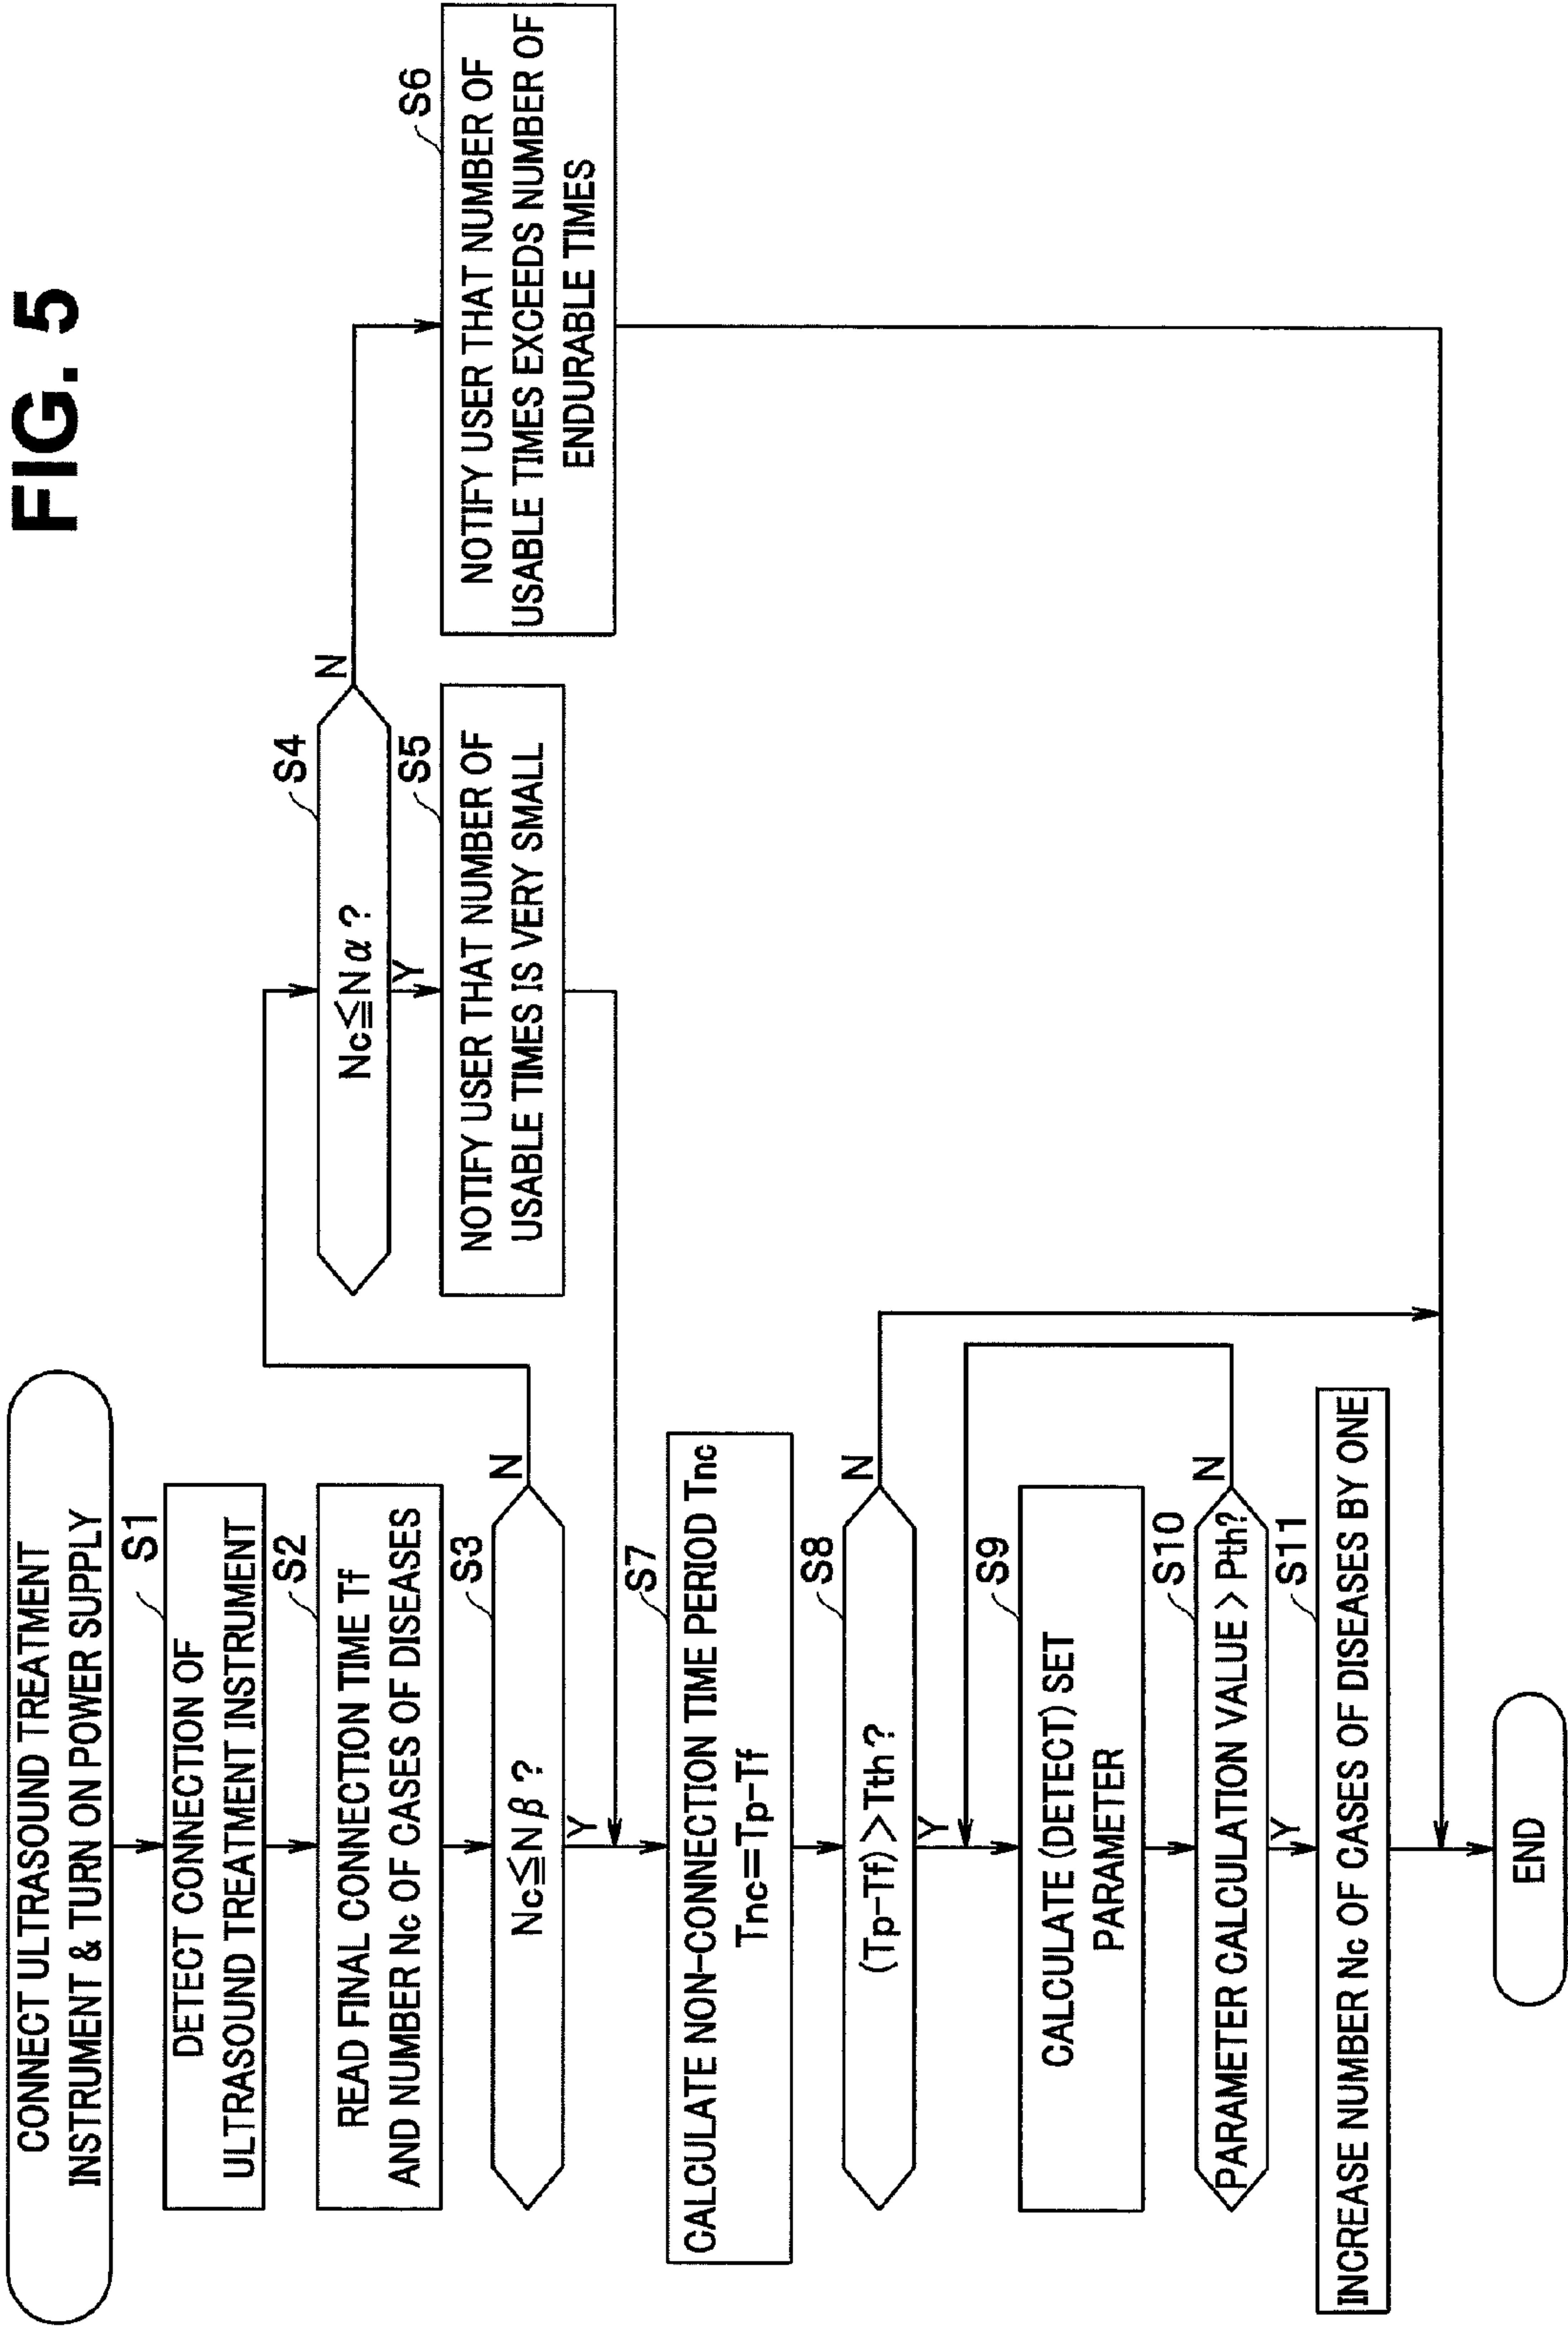 FIG. 5
CONNECT ULTRASOUND TREATMENT
INSTRUMENT & TURN ON POWER SUPPLY
S1
DETECT CONNECTION OF
ULTRASOUND TREATMENT INSTRUMENT
S2
READ FINAL CONNECTION TIME Tf
AND NUMBER Nc OF CASES OF DISEASES
S3
Nc≦Nβ?
N
Y
S4
Nc≦Nα?
N
Y
S5
NOTIFY USER THAT NUMBER OF
USABLE TIMES IS VERY SMALL
S6
NOTIFY USER THAT NUMBER OF
USABLE TIMES EXCEEDS NUMBER OF
ENDURABLE TIMES
S7
CALCULATE NON-CONNECTION TIME PERIOD Tnc
Tnc=Tp-Tf
S8
(Tp-Tf)>Tth?
N
Y
S9
CALCULATE (DETECT) SET
PARAMETER
S10
PARAMETER CALCULATION VALUE > Pth?
N
Y
S11
INCREASE NUMBER Nc OF CASES OF DISEASES BY ONE
END